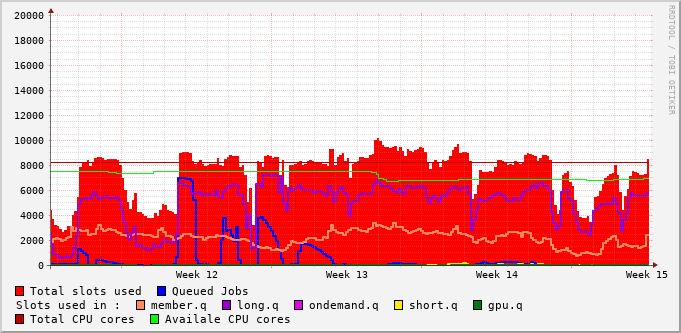 20000
18000
16000
14000
12000
10000
8000
6000
4000
2000
0
Week 12 Week 13 Week 14 Week 15
RRDTOOL / TOBI OETIKER
Total slots used Queued Jobs
Slots used in : member.q long.q ondemand.q short.q gpu.q
Total CPU cores Availale CPU cores